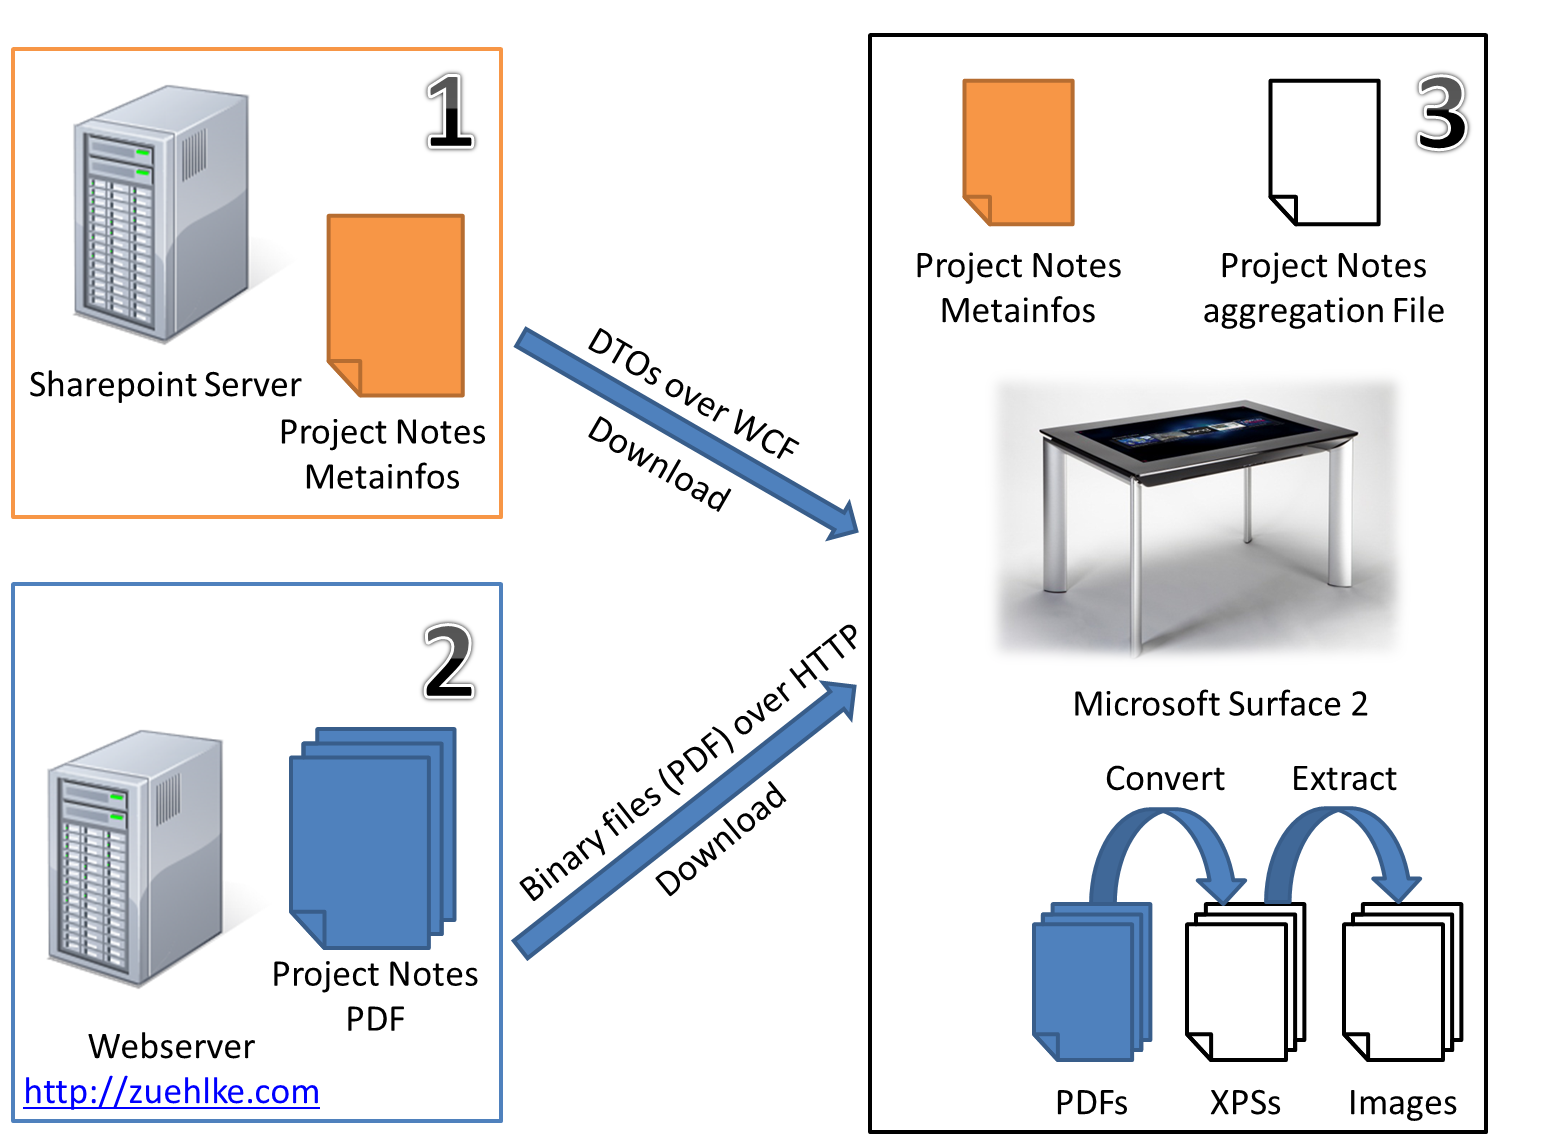 1
Sharepoint Server
Project Notes
Metainfos
DTOs over WCF
Download
2
Project Notes
PDF
Webserver
http://zuehlke.com
Binary files (PDF) over HTTP
Download
3
Project Notes
Metainfos
Project Notes
aggregation File
Microsoft Surface 2
Convert
Extract
PDFs
XPSs
Images